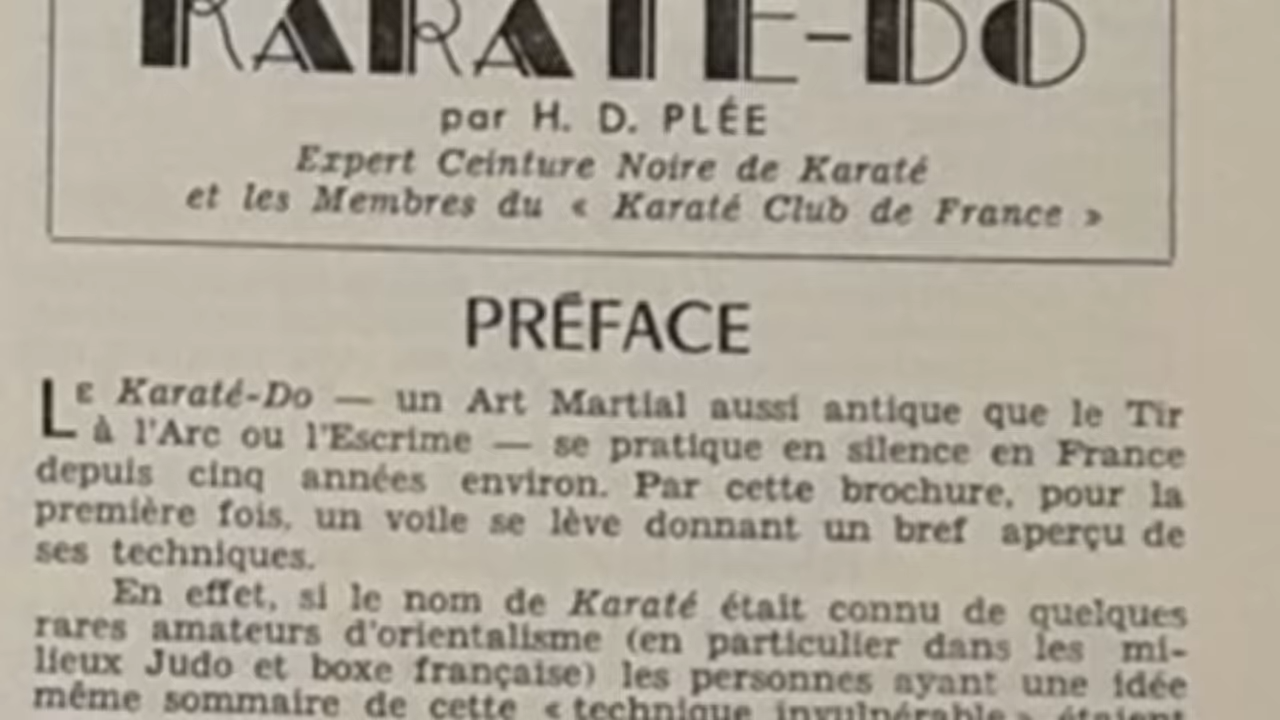 KARATÉ-DO
par H. D. PLÉE
Expert Ceinture Noire de Karaté
et les Membres du « Karaté Club de France »
PRÉFACE
LE Karaté-Do — un Art Martial aussi antique que le Tir
à l'Arc ou l'Escrime — se pratique en silence en France
depuis cinq années environ. Par cette brochure, pour la
première fois, un voile se lève donnant un bref aperçu de
ses techniques.
En effet, si le nom de Karaté était connu de quelques
rares amateurs d'orientalisme (en particulier dans les mi-
lieux Judo et boxe française) les personnes ayant une idée
même sommaire de cette « technique invulnérable » étaient